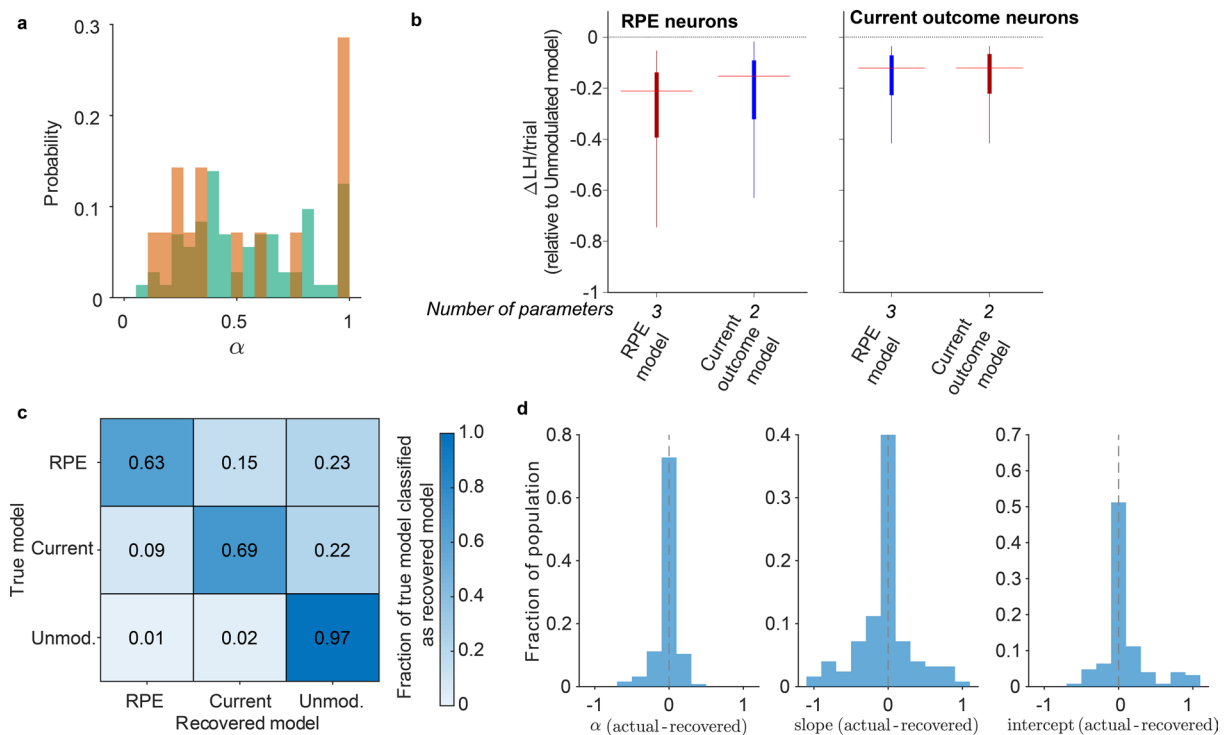 a
0.3
0.2
0.1
0
Probability
0
0.5
1
α
b
RPE neurons
Current outcome neurons
0
-0.2
-0.4
-0.6
-0.8
-1
Δ LH/trial
(relative to Unmodulated model)
Number of parameters
3
2
3
2
RPE
model
Current
outcome
model
RPE
model
Current
outcome
model
c
RPE
0.63
0.15
0.23
Current
0.09
0.69
0.22
Unmod.
0.01
0.02
0.97
RPE
Current
Unmod.
True model
Recovered model
1.0
0.8
0.6
0.4
0.2
0
Fraction of true model classified
as recovered model
d
Fraction of population
0.8
0.6
0.4
0.2
0
-1
0
1
α (actual-recovered)
0.4
0.3
0.2
0.1
0
-1
0
1
slope (actual-recovered)
0.7
0.6
0.5
0.4
0.3
0.2
0.1
0
-1
0
1
intercept (actual-recovered)